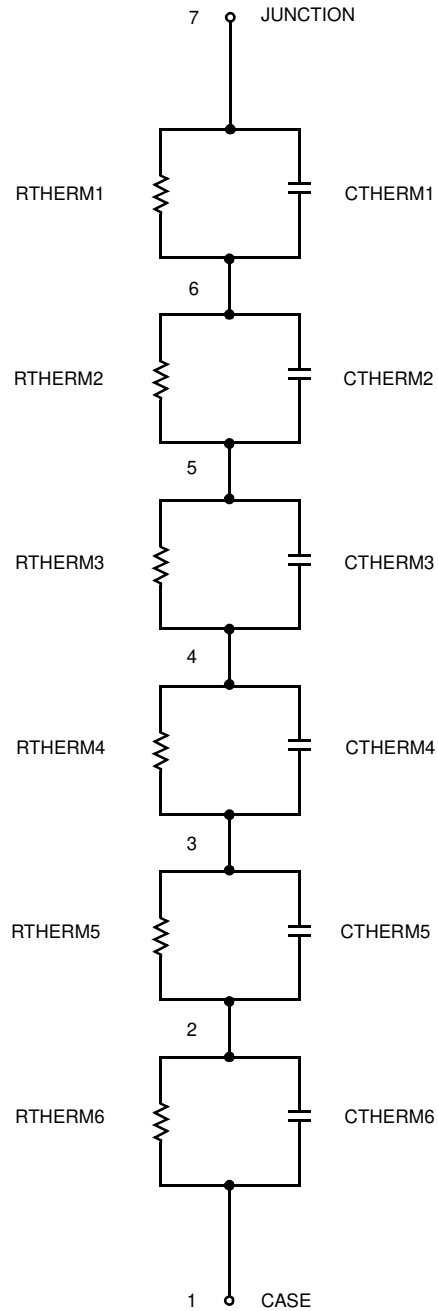 7 JUNCTION
RTHERM1 CTHERM1
6
RTHERM2 CTHERM2
5
RTHERM3 CTHERM3
4
RTHERM4 CTHERM4
3
RTHERM5 CTHERM5
2
RTHERM6 CTHERM6
1 CASE